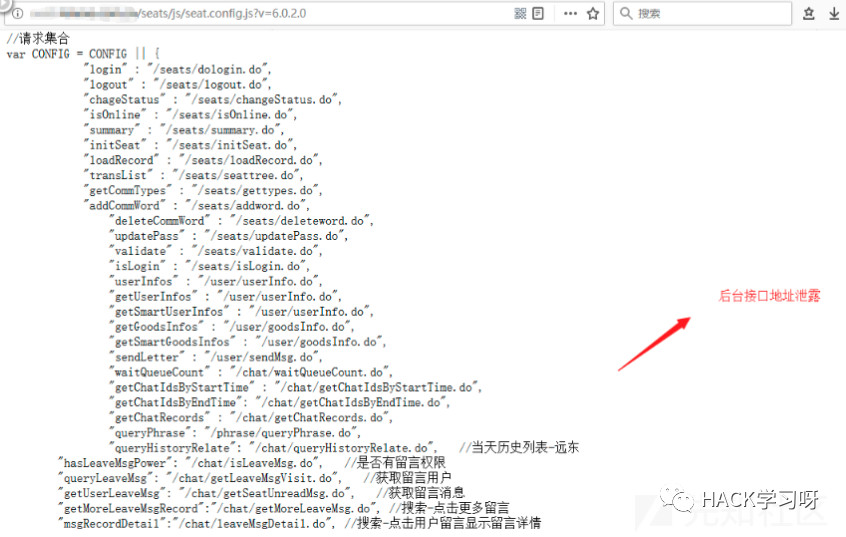 /seats/js/seat.config.js?v=6.0.2.0
搜索
//请求集合
var CONFIG = CONFIG || {
"login" : "/seats/dologin.do",
"logout" : "/seats/logout.do",
"chageStatus" : "/seats/changeStatus.do",
"isOnline" : "/seats/isOnline.do",
"summary" : "/seats/summary.do",
"initSeat" : "/seats/initSeat.do",
"loadRecord" : "/seats/loadRecord.do",
"transList" : "/seats/seattree.do",
"getCommTypes" : "/seats/gettypes.do",
"addCommWord" : "/seats/addword.do",
"deleteCommWord" : "/seats/deleteword.do",
"updatePass" : "/seats/updatePass.do",
"validate" : "/seats/validate.do",
"isLogin" : "/seats/isLogin.do",
"userInfos" : "/user/userInfo.do",
"getUserInfos" : "/user/userInfo.do",
"getSmartUserInfos" : "/user/userInfo.do",
"getGoodsInfos" : "/user/goodsInfo.do",
"getSmartGoodsInfos" : "/user/goodsInfo.do",
"sendLetter" : "/user/sendMsg.do",
"waitQueueCount" : "/chat/waitQueueCount.do",
"getChatIdsByStartTime" : "/chat/getChatIdsByStartTime.do",
"getChatIdsByEndTime": "/chat/getChatIdsByEndTime.do",
"getChatRecords" : "/chat/getChatRecords.do",
"queryPhrase": "/phrase/queryPhrase.do",
"queryHistoryRelate": "/chat/queryHistoryRelate.do", //当天历史列表-远东
"hasLeaveMsgPower": "/chat/isLeaveMsg.do", //是否有留言权限
"queryLeaveMsg" : "/chat/getLeaveMsgVisit.do", //获取留言用户
"getUserLeaveMsg" : "/chat/getSeatUnreadMsg.do", //获取留言消息
"getMoreLeaveMsgRecord":"/chat/getMoreLeaveMsg.do", //搜索-点击更多留言
"msgRecordDetail":"/chat/leaveMsgDetail.do", //搜索-点击用户留言显示留言详情
后台接口地址泄露
HACK学习呀